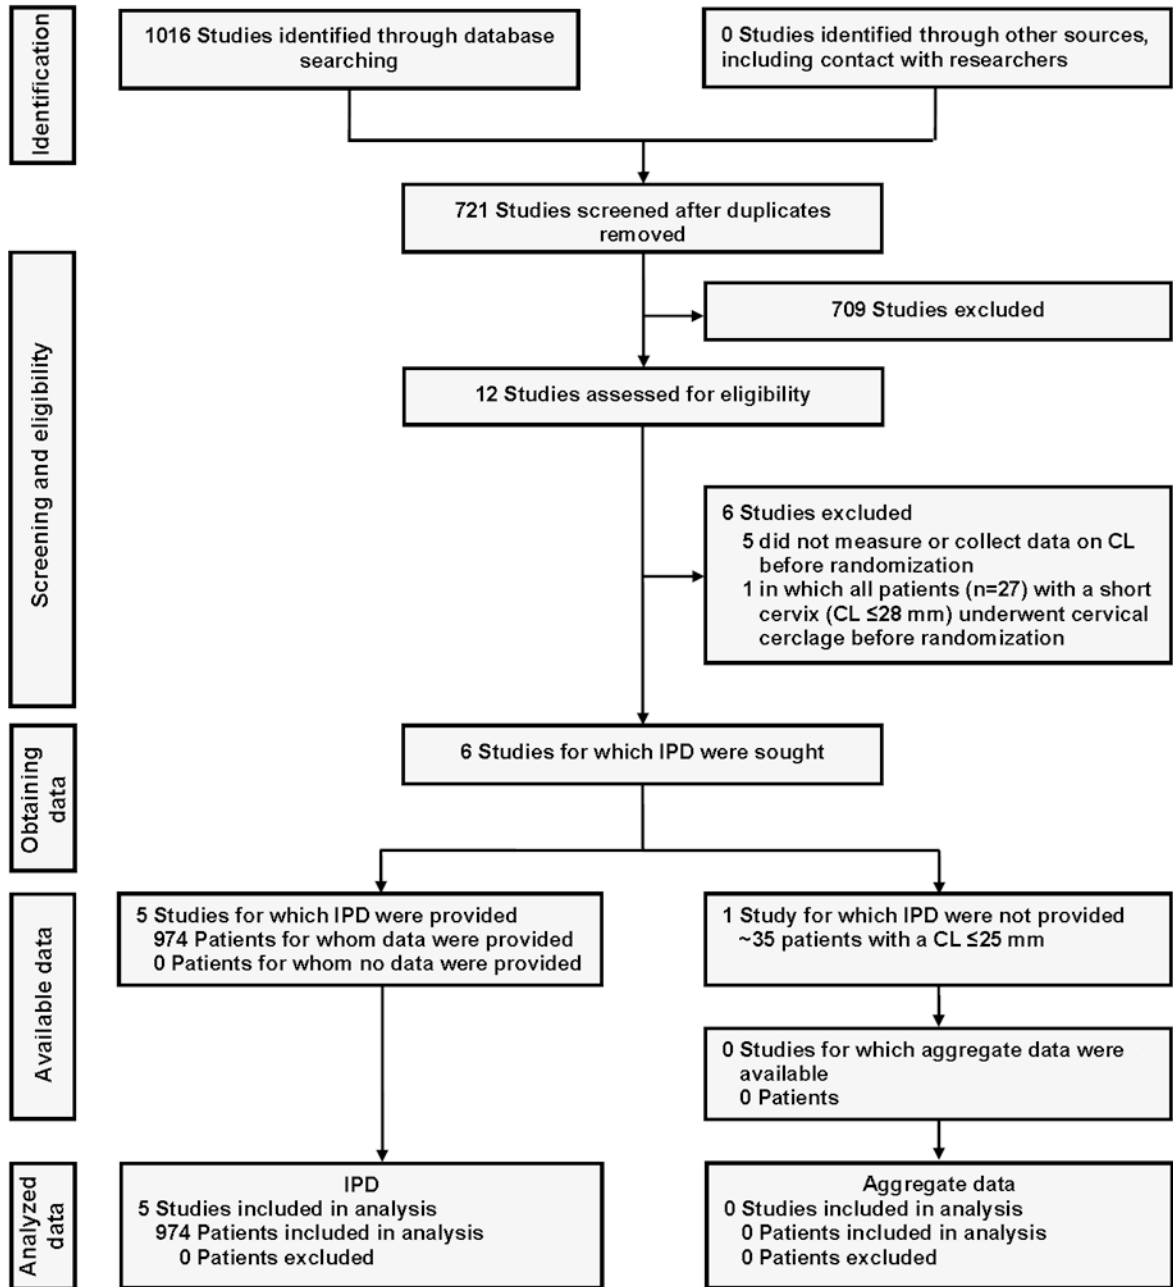 Identification
1016 Studies identified through database
searching
0 Studies identified through other sources,
including contact with researchers
721 Studies screened after duplicates
removed
Screening and eligibility
709 Studies excluded
12 Studies assessed for eligibility
6 Studies excluded
5 did not measure or collect data on CL
before randomization
1 in which all patients (n=27) with a short
cervix (CL ≤28 mm) underwent cervical
cerclage before randomization
Obtaining
data
6 Studies for which IPD were sought
Available data
5 Studies for which IPD were provided
974 Patients for whom data were provided
0 Patients for whom no data were provided
1 Study for which IPD were not provided
~35 patients with a CL ≤25 mm
0 Studies for which aggregate data were
available
0 Patients
Analyzed
data
IPD
5 Studies included in analysis
974 Patients included in analysis
0 Patients excluded
Aggregate data
0 Studies included in analysis
0 Patients included in analysis
0 Patients excluded